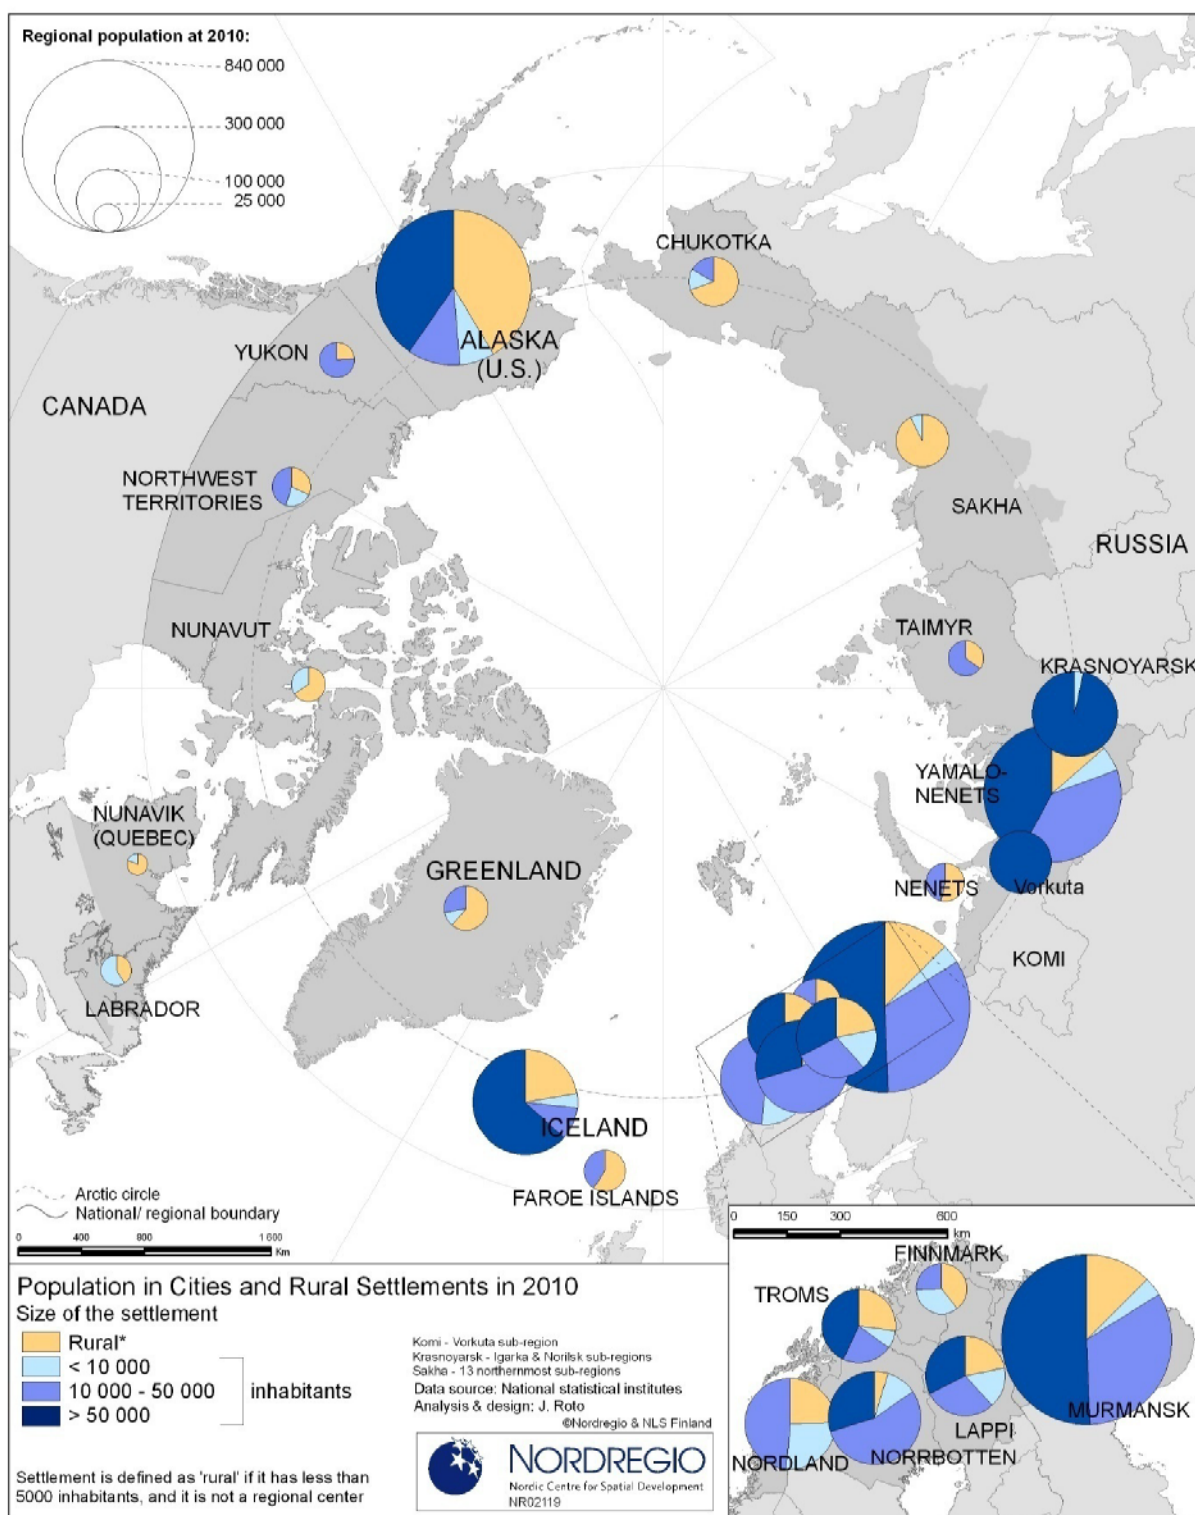 Regional population at 2010:
840 000
300 000
100 000
25 000
CHUKOTKA
ALASKA
(U.S.)
YUKON
CANADA
NORTHWEST
TERRITORIES
SAKHA
RUSSIA
NUNAVUT
TAIMYR
KRASNOYARSK
YAMALO-
NENETS
NUNAVIK
(QUEBEC)
GREENLAND
NENETS
Vorkuta
KOMI
LABRADOR
ICELAND
FAROE ISLANDS
Arctic circle
National/ regional boundary
0 400 800 1 600
Km
0 150 300 600
km
FINNMARK
TROMS
MURMANSK
LAPPI
NORRBOTTEN
NORDLAND
Population in Cities and Rural Settlements in 2010
Size of the settlement
Rural*
< 10 000
10 000 - 50 000
> 50 000
inhabitants
Komi - Vorkuta sub-region
Krasnoyarsk - Igarka & Norilsk sub-regions
Sakha - 13 northernmost sub-regions
Data source: National statistical institutes
Analysis & design: J. Roto
©Nordregio & NLS Finland
NORDREGIO
Nordic Centre for Spatial Development
NR02119
Settlement is defined as 'rural' if it has less than
5000 inhabitants, and it is not a regional center